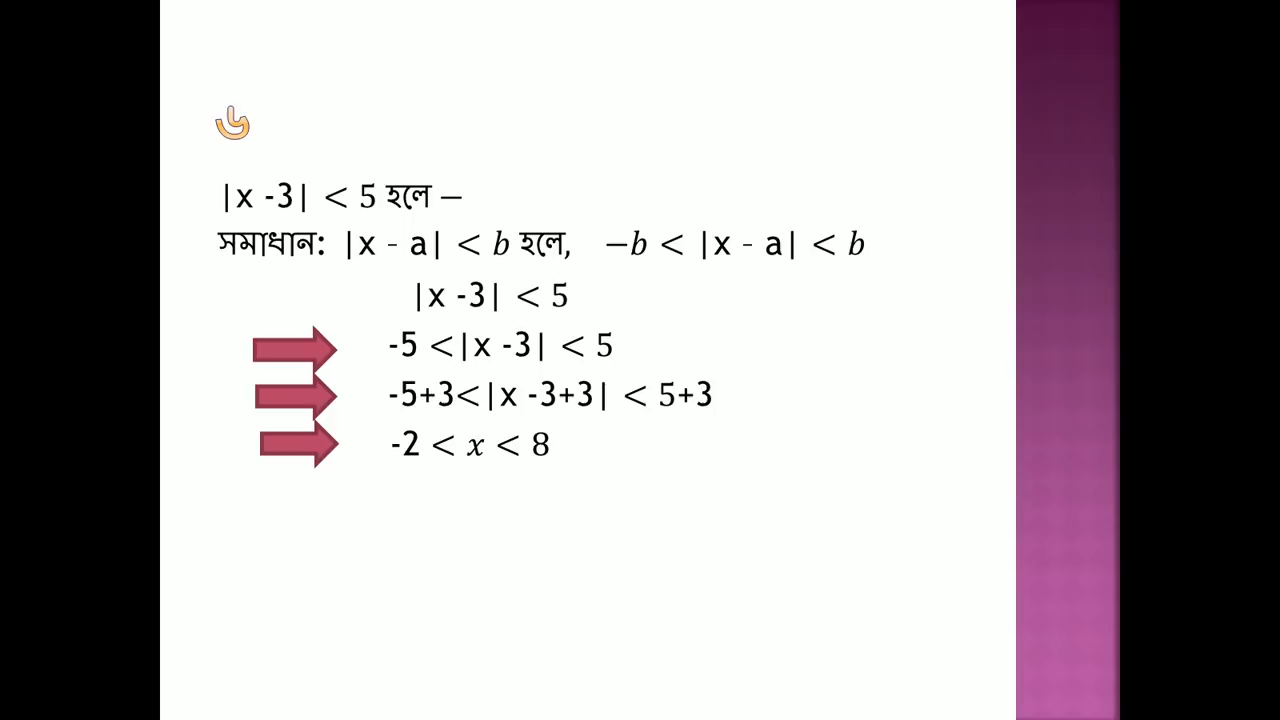 ৬
|x -3| < 5 হলে –
সমাধান: |x - a| < b হলে, −b < |x - a| < b
|x -3| < 5
-5 <|x -3| < 5
-5+3<|x -3+3| < 5+3
-2 < x < 8